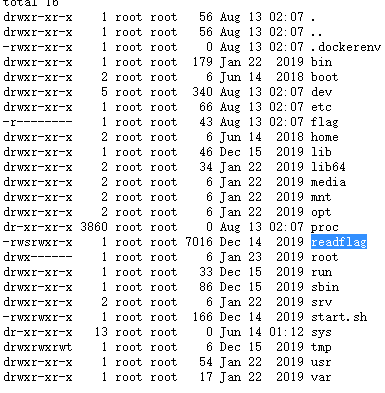 total 16
drwxr-xr-x 1 root root 56 Aug 13 02:07 .
drwxr-xr-x 1 root root 56 Aug 13 02:07 ..
-rwxr-xr-x 1 root root 0 Aug 13 02:07 .dockerenv
drwxr-xr-x 1 root root 179 Jan 22 2019 bin
drwxr-xr-x 2 root root 6 Jun 14 2018 boot
drwxr-xr-x 5 root root 340 Aug 13 02:07 dev
drwxr-xr-x 1 root root 66 Aug 13 02:07 etc
-r-------- 1 root root 43 Aug 13 02:07 flag
drwxr-xr-x 2 root root 6 Jun 14 2018 home
drwxr-xr-x 1 root root 46 Dec 15 2019 lib
drwxr-xr-x 2 root root 34 Jan 22 2019 lib64
drwxr-xr-x 2 root root 6 Jan 22 2019 media
drwxr-xr-x 2 root root 6 Jan 22 2019 mnt
drwxr-xr-x 2 root root 6 Jan 22 2019 opt
dr-xr-xr-x 3860 root root 0 Aug 13 02:07 proc
-rwsrwxr-x 1 root root 7016 Dec 14 2019 readflag
drwx------ 1 root root 6 Jan 23 2019 root
drwxr-xr-x 1 root root 33 Dec 15 2019 run
drwxr-xr-x 1 root root 86 Dec 15 2019 sbin
drwxr-xr-x 2 root root 6 Jan 22 2019 srv
-rwxrwxr-x 1 root root 166 Dec 14 2019 start.sh
dr-xr-xr-x 13 root root 0 Jun 14 01:12 sys
drwxrwxrwt 1 root root 6 Dec 15 2019 tmp
drwxr-xr-x 1 root root 54 Jan 22 2019 usr
drwxr-xr-x 1 root root 17 Jan 22 2019 var